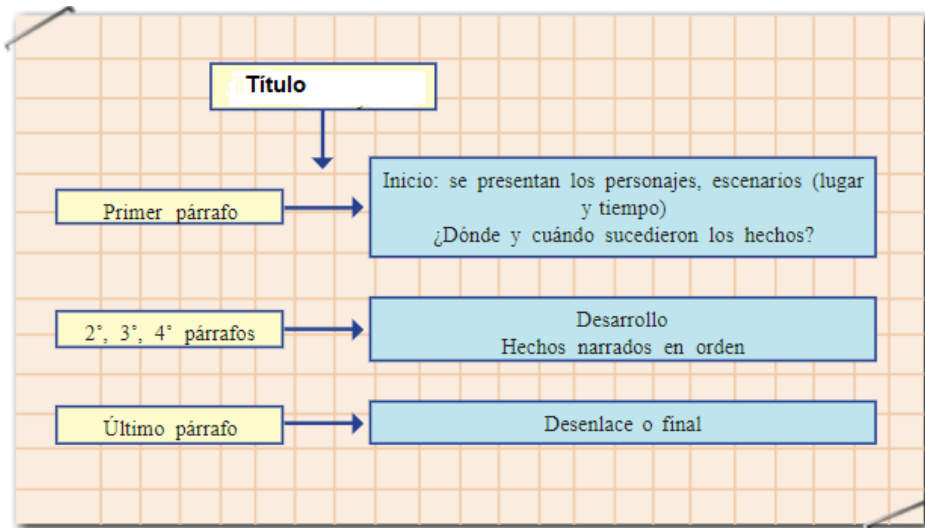 Título
Primer párrafo
Inicio: se presentan los personajes, escenarios (lugar
y tiempo)
¿Dónde y cuándo sucedieron los hechos?
2°, 3°, 4° párrafos
Desarrollo
Hechos narrados en orden
Último párrafo
Desenlace o final